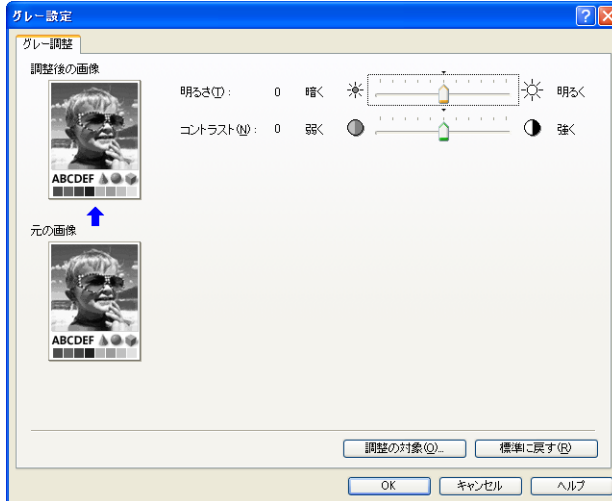 グレー設定
グレー調整
調整後の画像
明るさ(T): 0 暗く 明るく
コントラスト(N): 0 弱く 強く
ABCDEF
元の画像
ABCDEF
調整の対象(O)... 標準に戻す(R)
OK キャンセル ヘルプ